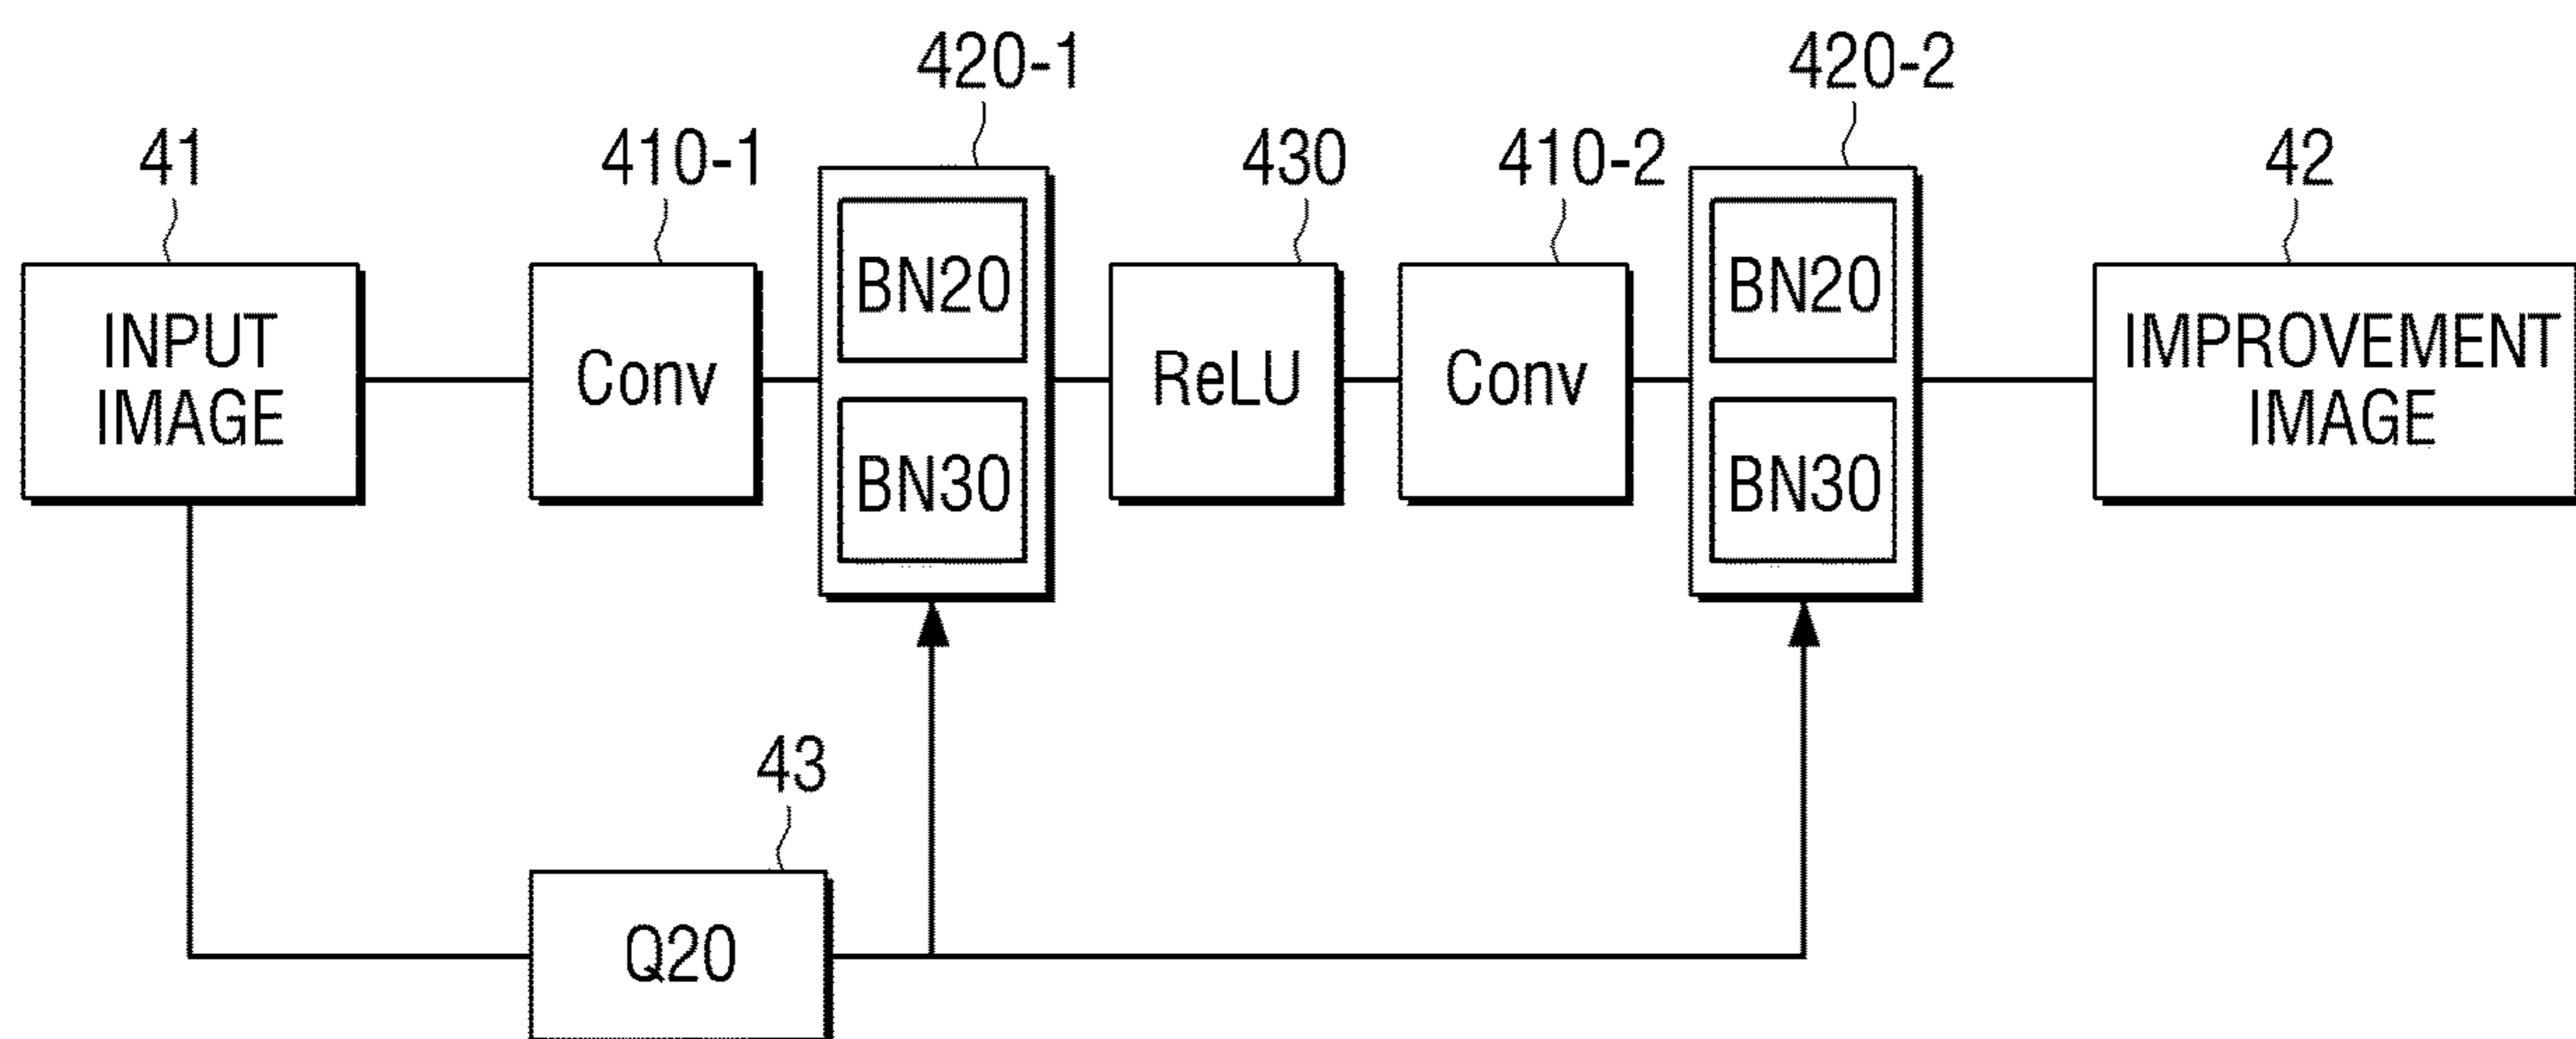 420-1
420-2
41
410-1
430
410-2
42
INPUT
IMAGE
Conv
BN20
BN30
ReLU
Conv
BN20
BN30
IMPROVEMENT
IMAGE
43
Q20